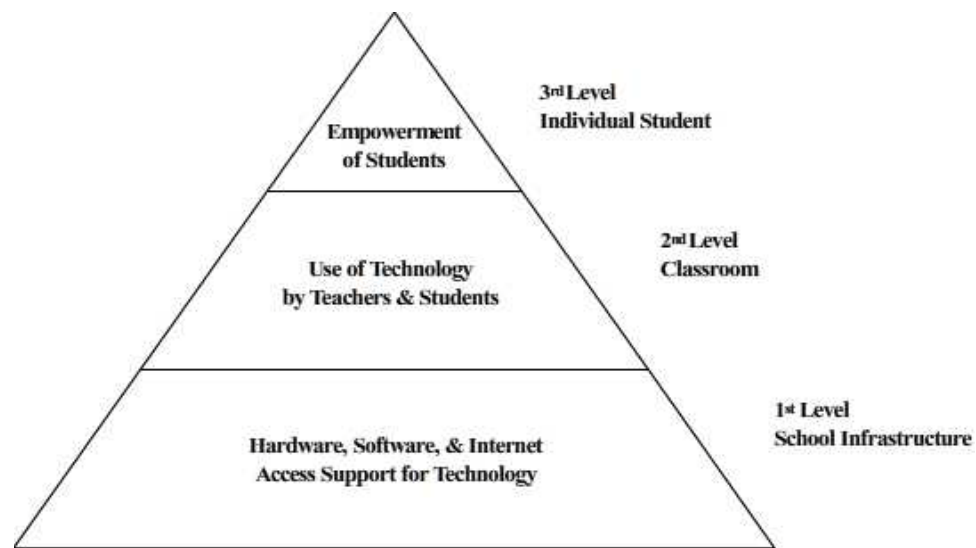 3rd Level
Individual Student
Empowerment
of Students
2nd Level
Classroom
Use of Technology
by Teachers & Students
1st Level
School Infrastructure
Hardware, Software, & Internet
Access Support for Technology